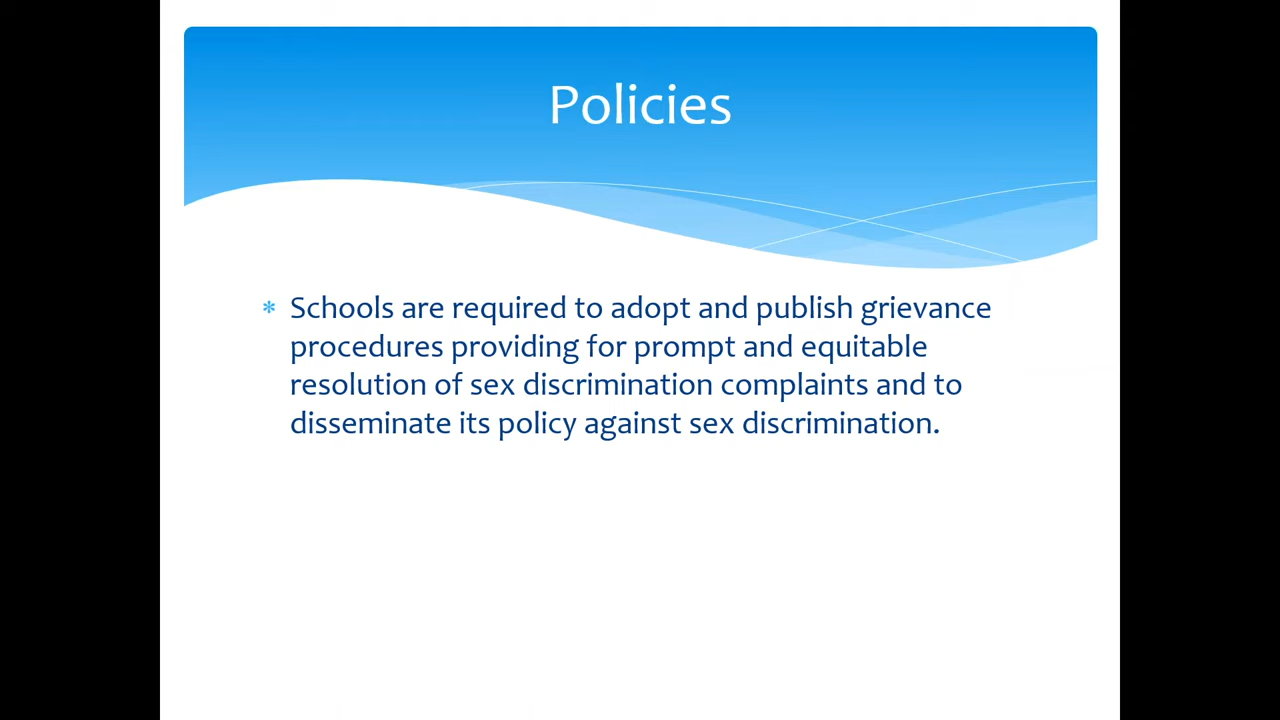 Policies
Schools are required to adopt and publish grievance
procedures providing for prompt and equitable
resolution of sex discrimination complaints and to
disseminate its policy against sex discrimination.